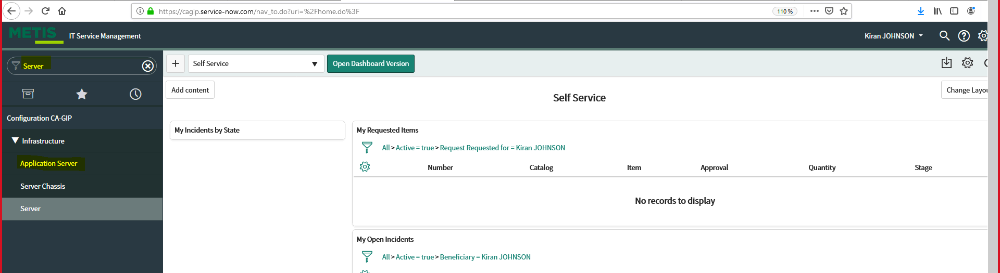 https://cagip.service-now.com/nav_to.do?uri=%2Fhome.do%3F
110 %
METIS
IT Service Management
Kiran JOHNSON
Server
Self Service
Open Dashboard Version
Add content
Self Service
Change Layou
Configuration CA-GIP
Infrastructure
Application Server
Server Chassis
Server
My Incidents by State
My Requested Items
All > Active = true > Request Requested for = Kiran JOHNSON
Number Catalog Item Approval Quantity Stage
No records to display
My Open Incidents
All > Active = true > Beneficiary = Kiran JOHNSON